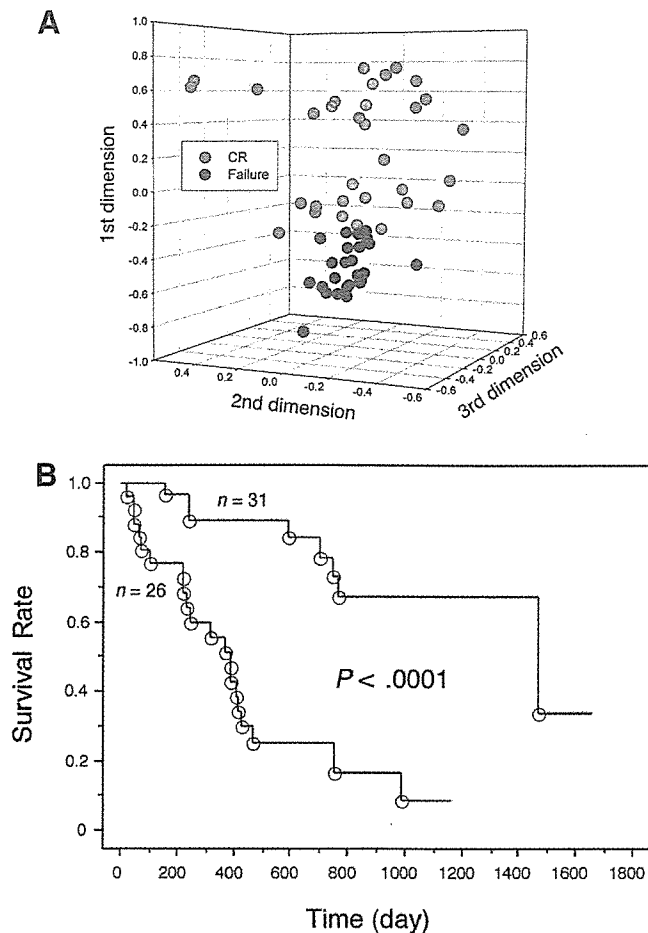 A
1st dimension
1.0
0.8
0.6
0.4
0.2
0.0
-0.2
-0.4
-0.6
-0.8
-1.0
CR
Failure
0.4
0.2
0.0
-0.2
-0.4
-0.6
2nd dimension
-0.6
-0.4
-0.2
-0.0
0.2
0.4
0.6
3rd dimension
B
Survival Rate
1.0
0.8
0.6
0.4
0.2
0
n = 31
n = 26
P < .0001
0 200 400 600 800 1000 1200 1400 1600 1800
Time (day)